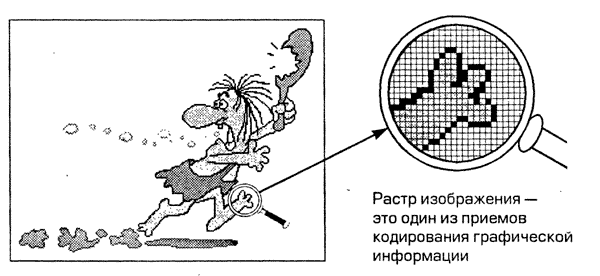 Растр изображения —
это один из приемов
кодирования графической
информации